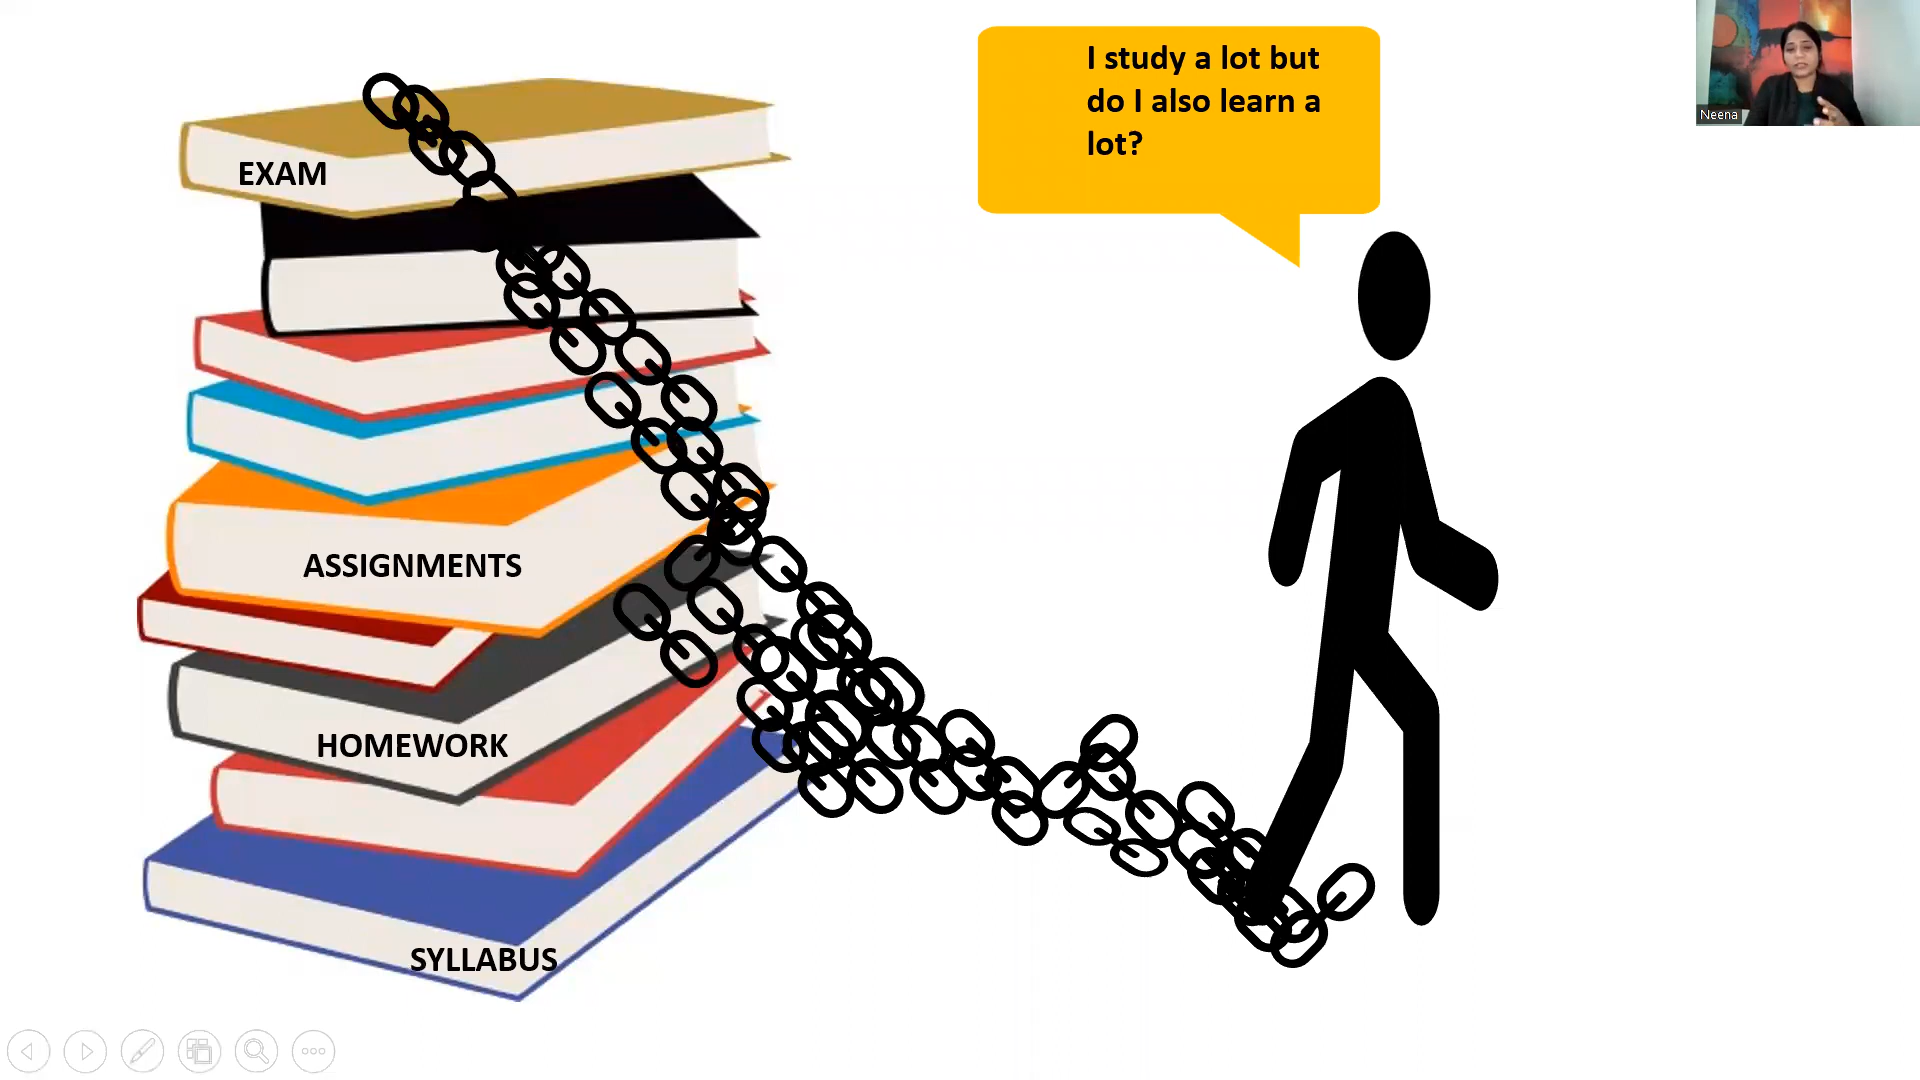 I study a lot but
do I also learn a
lot?
Neena
EXAM
ASSIGNMENTS
HOMEWORK
SYLLABUS